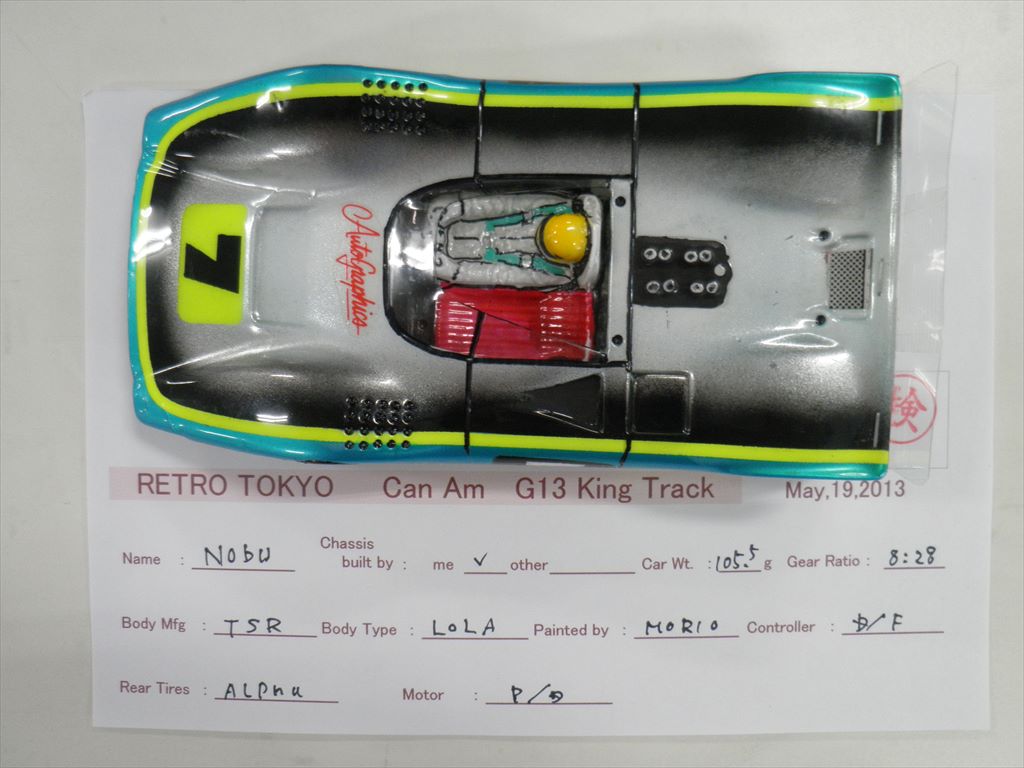 7
AutoGraphics
検
RETRO TOKYO Can Am G13 King Track May,19,2013
Name : NObU Chassis built by : me ✓ other Car Wt. : 105.5 g Gear Ratio : 8:28
Body Mfg : TSR Body Type : LOLA Painted by : MORIO Controller : D/F
Rear Tires : ALPha Motor : P/D